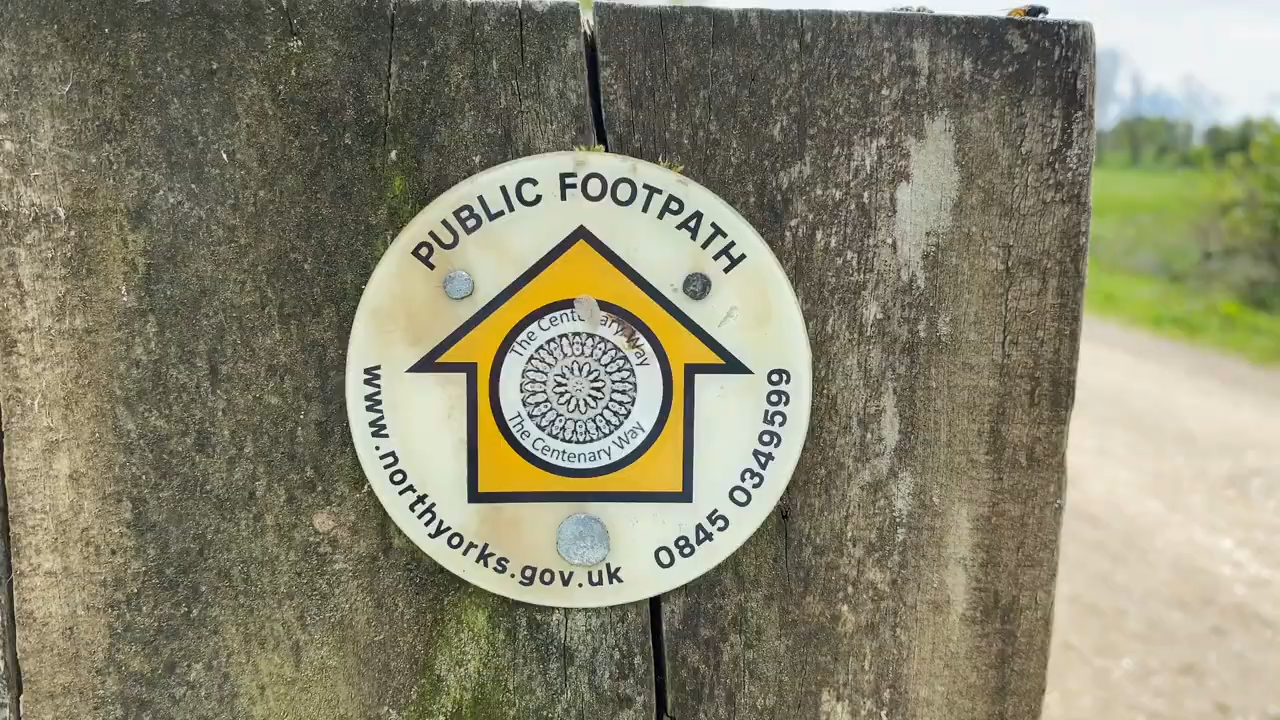 PUBLIC FOOTPATH
The Centenary Way
The Centenary Way
www.northyorks.gov.uk
0845 0349599